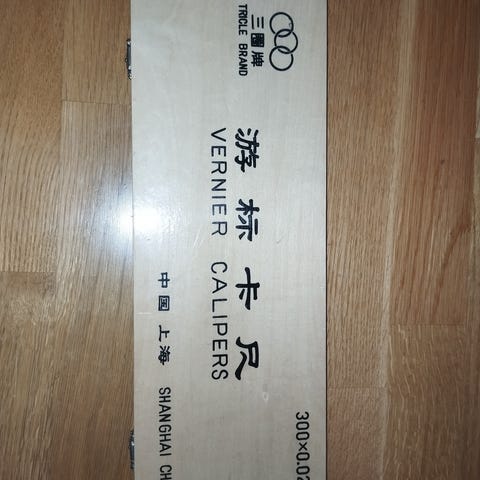 三圈牌
TRICLE BRAND
游标卡尺
VERNIER CALIPERS
300×0.02
中国 上海 SHANGHAI CH